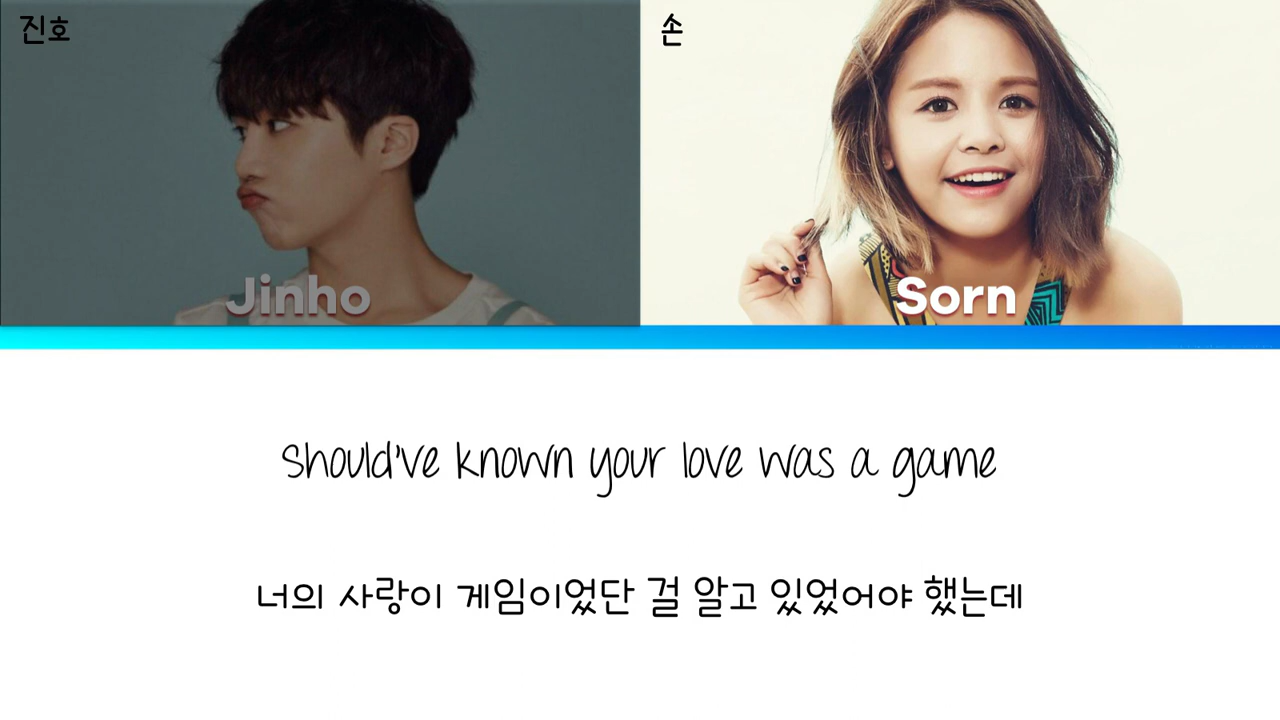 진호
손
Jinho
Sorn
Should've known your love was a game
너의 사랑이 게임이었단 걸 알고 있었어야 했는데